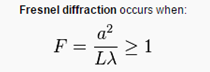 Fresnel diffraction occurs when:
F = a²/Lλ ≥ 1